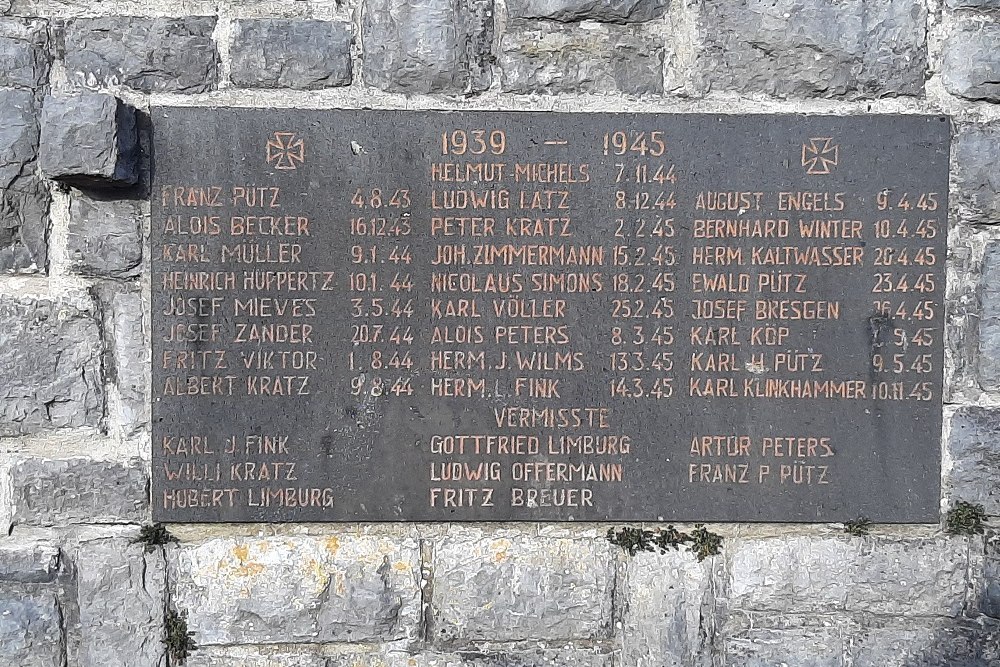 1939 — 1945
FRANZ PÜTZ 4.8.43
ALOIS BECKER 16.12.43
KARL MÜLLER 9.1.44
HEINRICH HÜPPERTZ 10.1.44
JOSEF MIEVES 3.5.44
JOSEF ZANDER 20.7.44
FRITZ VIKTOR 1.8.44
ALBERT KRATZ 9.8.44
HELMUT MICHELS 7.11.44
LUDWIG LATZ 8.12.44
PETER KRATZ 2.2.45
JOH. ZIMMERMANN 15.2.45
NICOLAUS SIMONS 18.2.45
KARL VÖLLER 25.2.45
ALOIS PETERS 8.3.45
HERM. J. WILMS 13.3.45
HERM. L. FINK 14.3.45
AUGUST ENGELS 9.4.45
BERNHARD WINTER 10.4.45
HERM. KALTWASSER 20.4.45
EWALD PÜTZ 23.4.45
JOSEF BRESGEN 26.4.45
KARL KÖP
KARL H. PÜTZ 9.5.45
KARL KLINKHAMMER 10.11.45
VERMISSTE
KARL J. FINK
WILLI KRATZ
HUBERT LIMBURG
GOTTFRIED LIMBURG
LUDWIG OFFERMANN
FRITZ BREUER
ARTUR PETERS
FRANZ P. PÜTZ